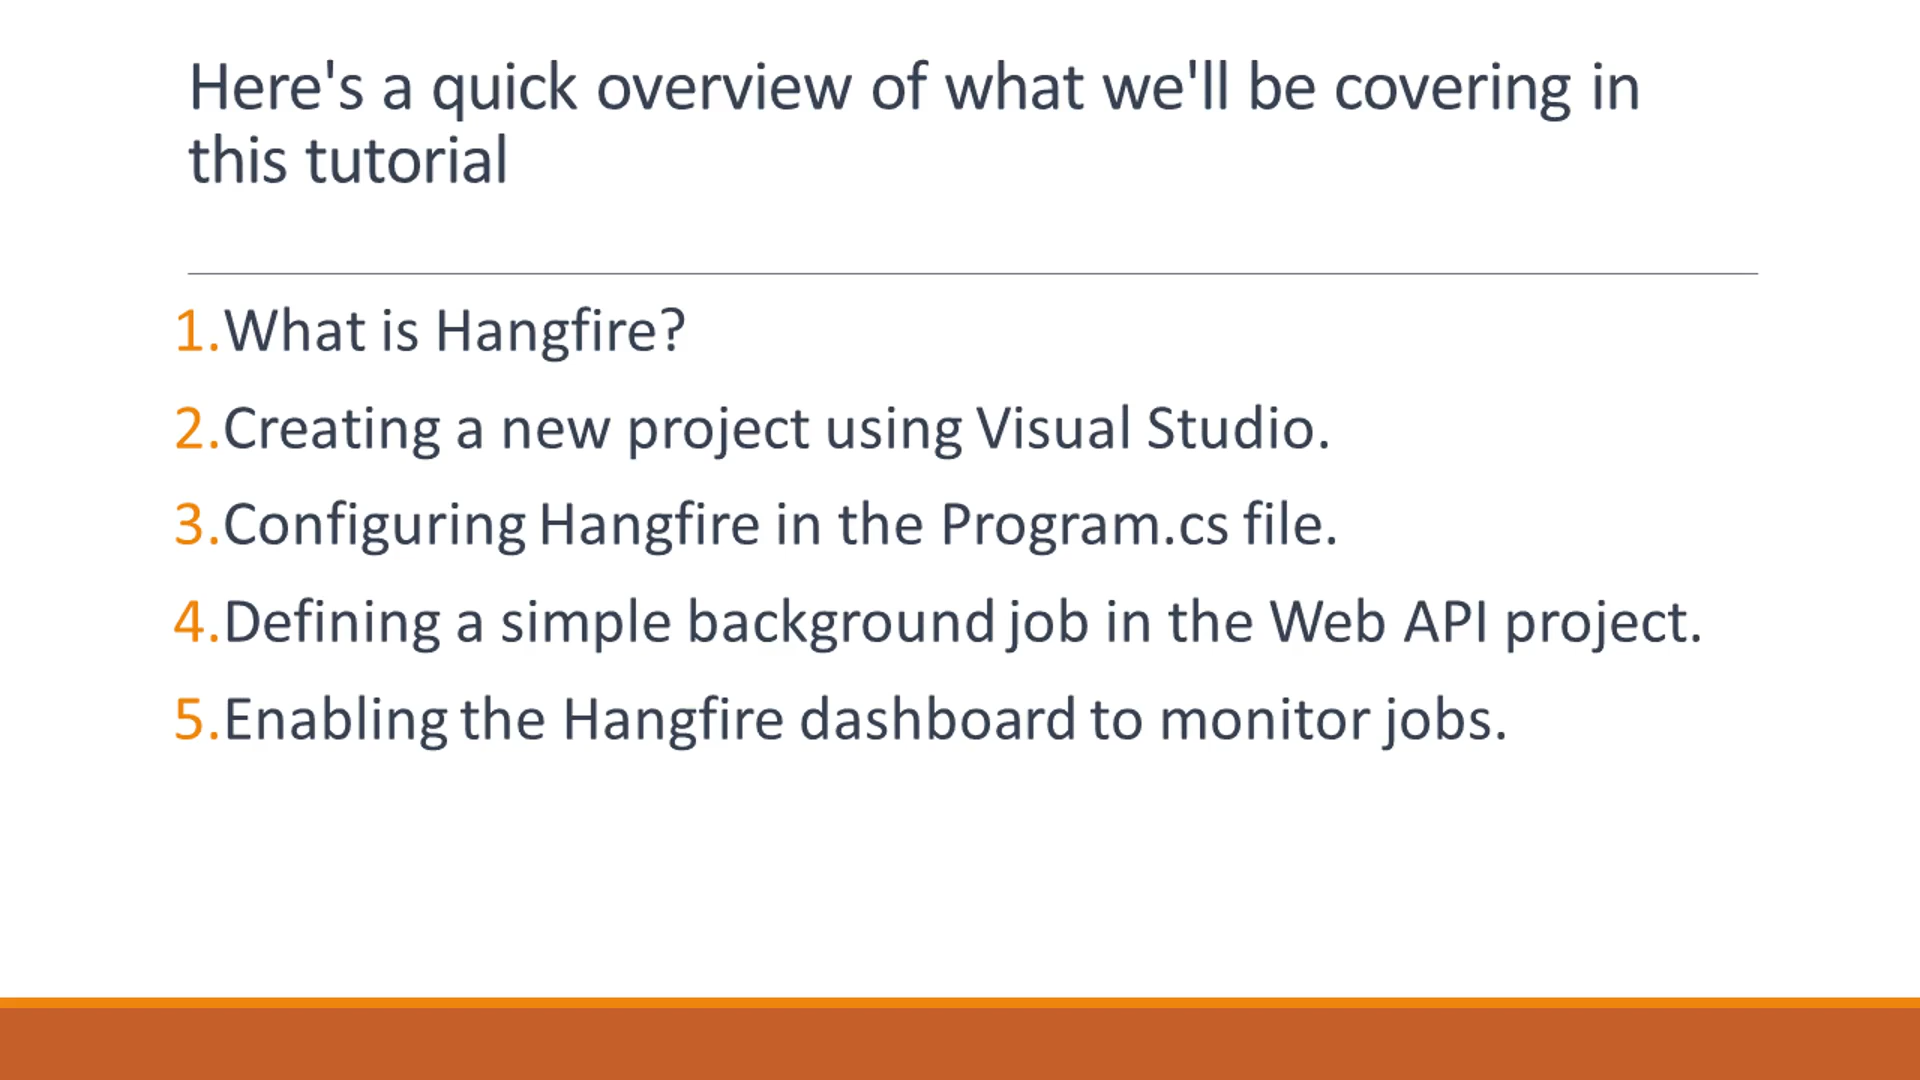 Here's a quick overview of what we'll be covering in
this tutorial
1.What is Hangfire?
2.Creating a new project using Visual Studio.
3.Configuring Hangfire in the Program.cs file.
4.Defining a simple background job in the Web API project.
5.Enabling the Hangfire dashboard to monitor jobs.